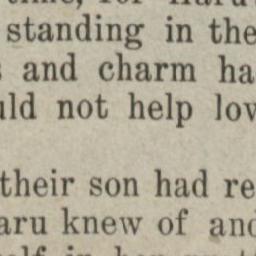 standing in the
and charm ha
uld not help lov
their son had re
aru knew of and